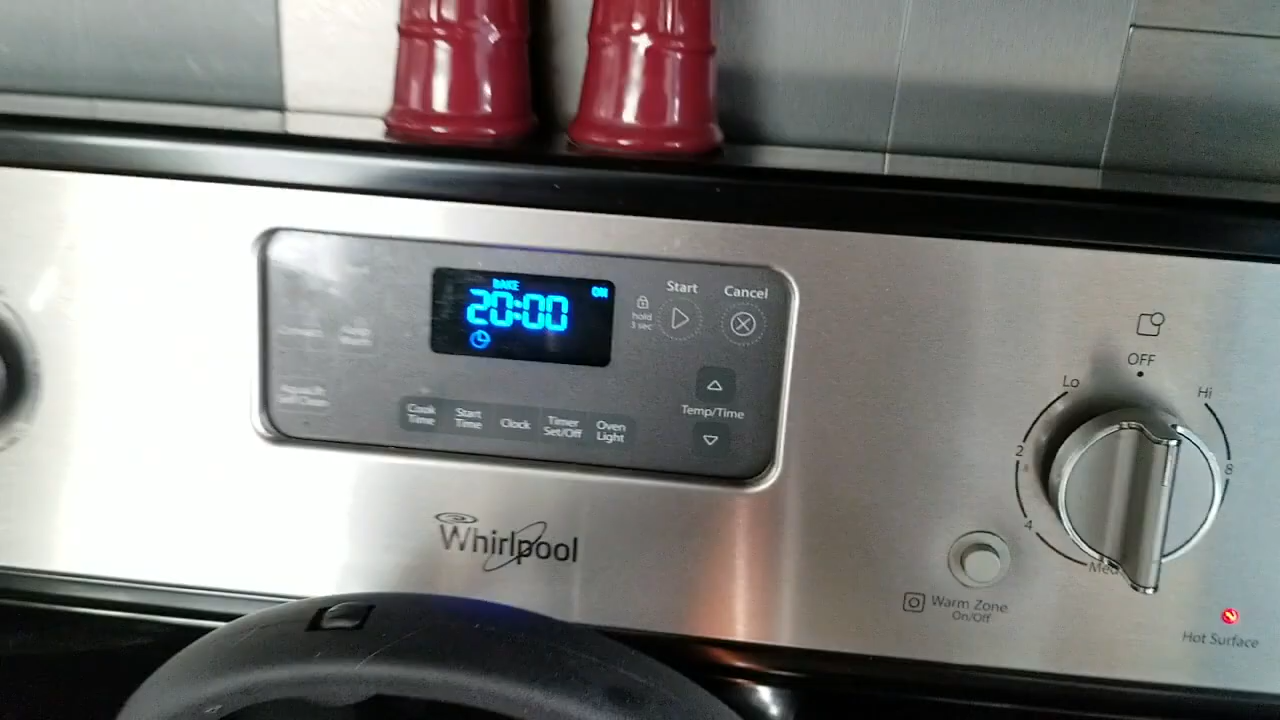 BAKE
ON
20:00
Start
Cancel
hold
3 sec
Temp/Time
Cook
Time
Start
Time
Clock
Timer
Set/Off
Oven
Light
Whirlpool
OFF
Lo
Hi
2
8
4
Med
Warm Zone
On/Off
Hot Surface